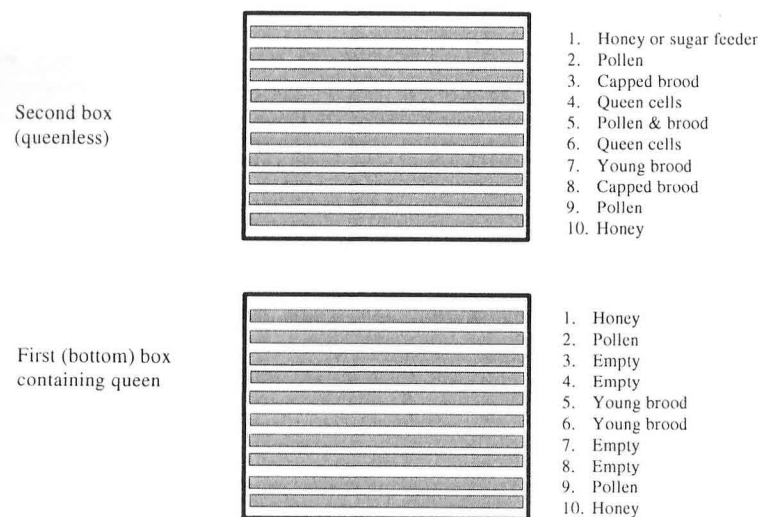 Second box
(queenless)
1. Honey or sugar feeder
2. Pollen
3. Capped brood
4. Queen cells
5. Pollen & brood
6. Queen cells
7. Young brood
8. Capped brood
9. Pollen
10. Honey
First (bottom) box
containing queen
1. Honey
2. Pollen
3. Empty
4. Empty
5. Young brood
6. Young brood
7. Empty
8. Empty
9. Pollen
10. Honey